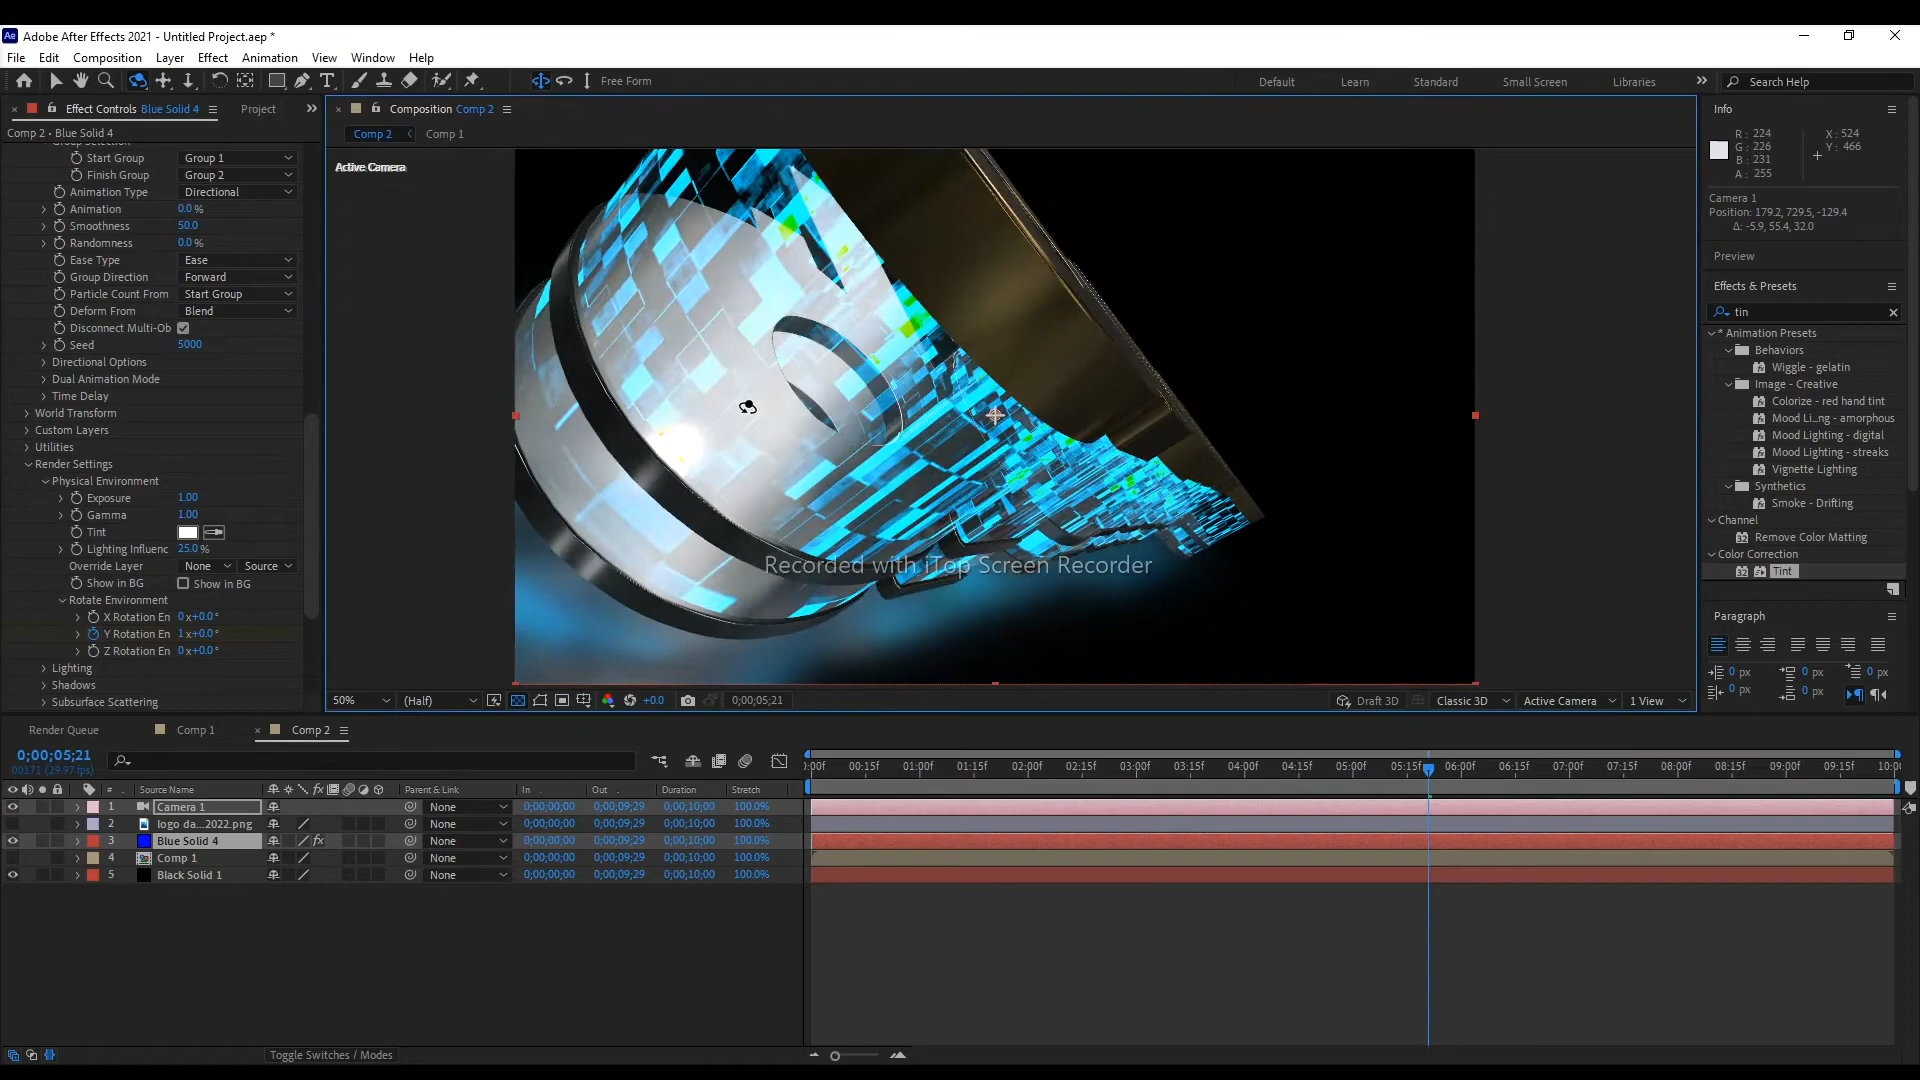 Adobe After Effects 2021 - Untitled Project.aep *
File Edit Composition Layer Effect Animation View Window Help
Free Form Default Learn Standard Small Screen Libraries Search Help
Effect Controls Blue Solid 4 Project
Comp 2 • Blue Solid 4
Group Selection
Start Group Group 1
Finish Group Group 2
Animation Type Directional
Animation 0.0 %
Smoothness 50.0
Randomness 0.0 %
Ease Type Ease
Group Direction Forward
Particle Count From Start Group
Deform From Blend
Disconnect Multi-Ob
Seed 5000
Directional Options
Dual Animation Mode
Time Delay
World Transform
Custom Layers
Utilities
Render Settings
Physical Environment
Exposure 1.00
Gamma 1.00
Tint
Lighting Influenc 25.0 %
Override Layer None Source
Show in BG Show in BG
Rotate Environment
X Rotation En 0 x+0.0 °
Y Rotation En 1 x+0.0 °
Z Rotation En 0 x+0.0 °
Lighting
Shadows
Subsurface Scattering
Composition Comp 2
Comp 2 Comp 1
Active Camera
Recorded with iTop Screen Recorder
50% (Half) +0.0 0;00;05;21 Draft 3D Classic 3D Active Camera 1 View
Info
R : 224 X : 524
G : 226 Y : 466
B : 231
A : 255
Camera 1
Position: 179.2, 729.5, -129.4
Δ: -5.9, 55.4, 32.0
Preview
Effects & Presets
tin
* Animation Presets
Behaviors
Wiggle - gelatin
Image - Creative
Colorize - red hand tint
Mood Li...ng - amorphous
Mood Lighting - digital
Mood Lighting - streaks
Vignette Lighting
Synthetics
Smoke - Drifting
Channel
Remove Color Matting
Color Correction
Tint
Paragraph
0 px 0 px 0 px
0 px 0 px
Render Queue Comp 1 Comp 2
0;00;05;21
00171 (29.97 fps)
# Source Name Parent & Link In Out Duration Stretch
1 Camera 1 None 0;00;00;00 0;00;09;29 0;00;10;00 100.0%
2 logo da...2022.png None 0;00;00;00 0;00;09;29 0;00;10;00 100.0%
3 Blue Solid 4 fx None 0;00;00;00 0;00;09;29 0;00;10;00 100.0%
4 Comp 1 None 0;00;00;00 0;00;09;29 0;00;10;00 100.0%
5 Black Solid 1 None 0;00;00;00 0;00;09;29 0;00;10;00 100.0%
00:15f 01:00f 01:15f 02:00f 02:15f 03:00f 03:15f 04:00f 04:15f 05:00f 05:15f 06:00f 06:15f 07:00f 07:15f 08:00f 08:15f 09:00f 09:15f
Toggle Switches / Modes